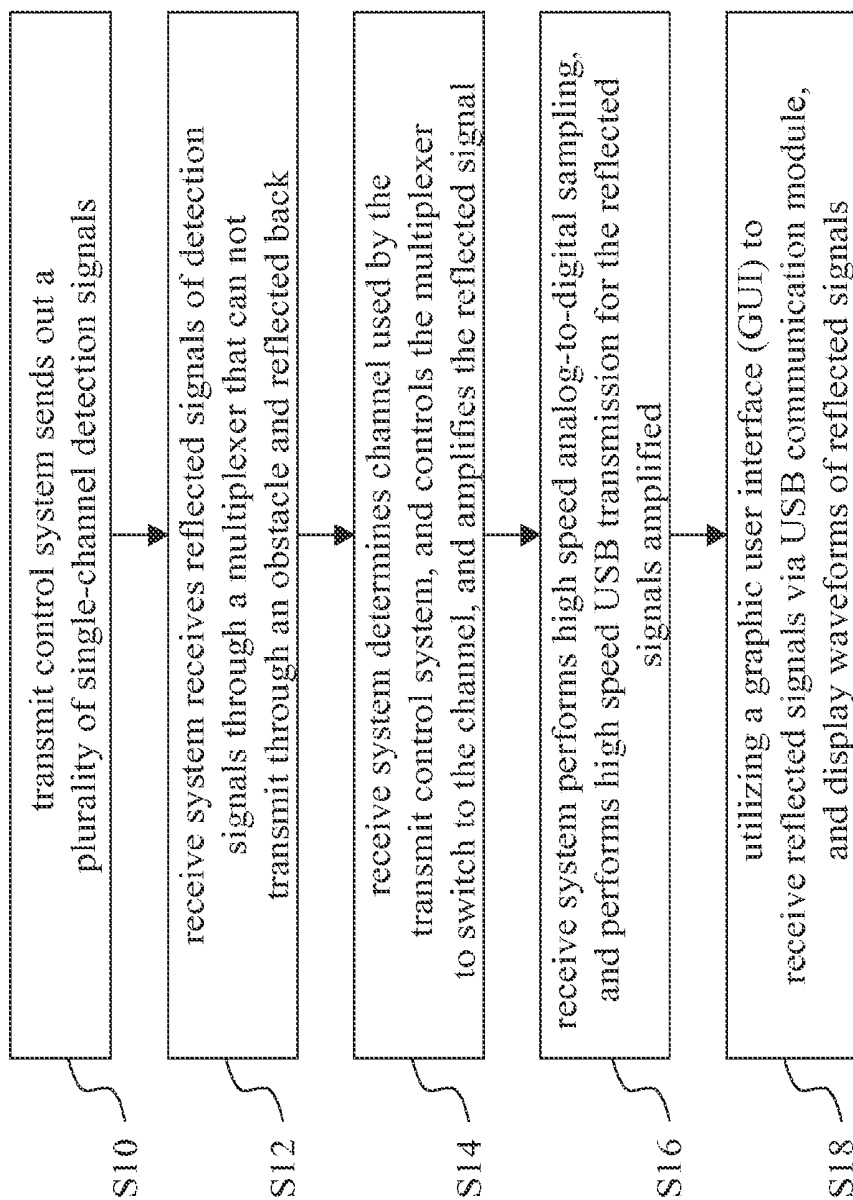 transmit control system sends out a
plurality of single-channel detection signals
S10
receive system receives reflected signals of detection
signals through a multiplexer that can not
transmit through an obstacle and reflected back
S12
receive system determines channel used by the
transmit control system, and controls the multiplexer
to switch to the channel, and amplifies the reflected signal
S14
receive system performs high speed analog-to-digital sampling,
and performs high speed USB transmission for the reflected
signals amplified
S16
utilizing a graphic user interface (GUI) to
receive reflected signals via USB communication module,
and display waveforms of reflected signals
S18